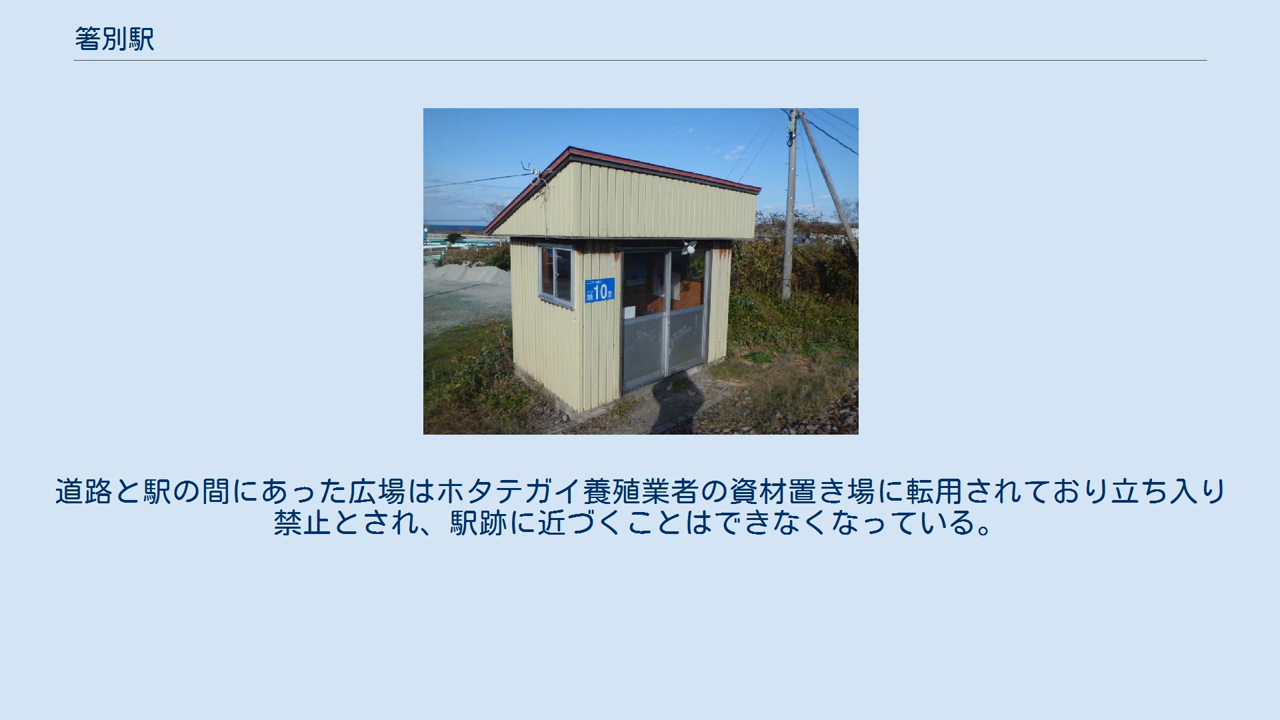 箸別駅
10
道路と駅の間にあった広場はホタテガイ養殖業者の資材置き場に転用されており立ち入り
禁止とされ、駅跡に近づくことはできなくなっている。